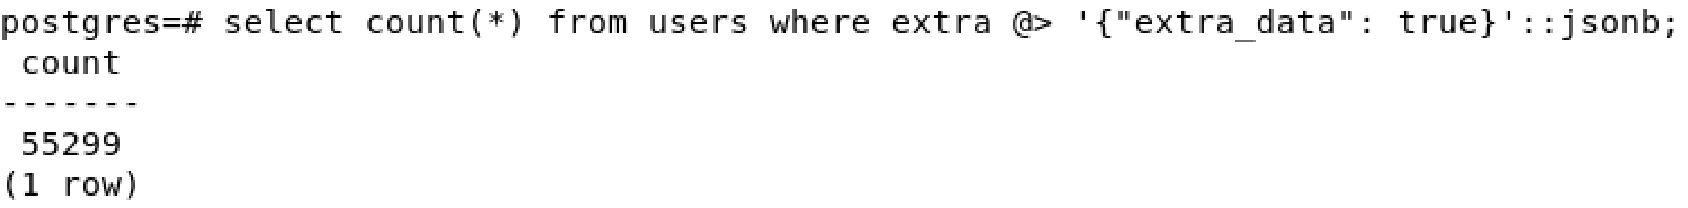 postgres=# select count(*) from users where extra @> '{"extra_data": true}'::jsonb;
 count
-------
 55299
(1 row)